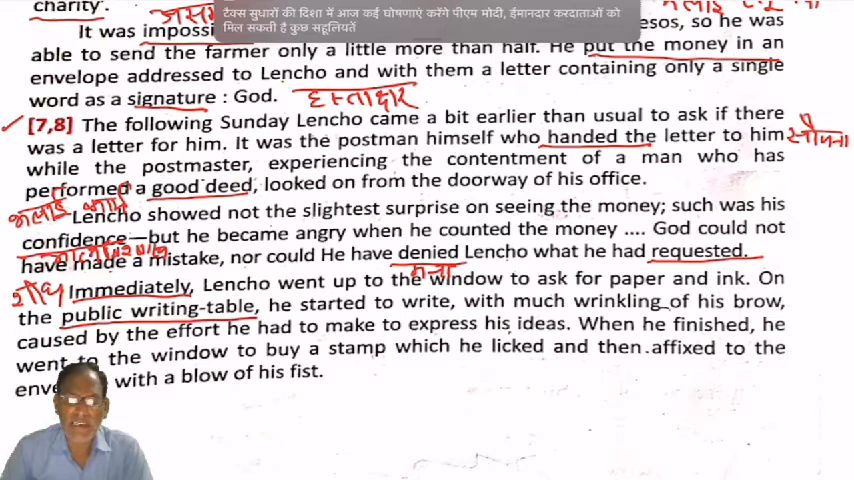 charity.
टैक्स सुधारों की दिशा में आज कई घोषणाएं करेंगे पीएम मोदी, ईमानदार करदाताओं को
मिल सकती है कुछ सहूलियतें
It was impossi esos, so he was
able to send the farmer only a little more than half. He put the money in an
envelope addressed to Lencho and with them a letter containing only a single
word as a signature : God. हस्ताक्षर
[7,8] The following Sunday Lencho came a bit earlier than usual to ask if there
was a letter for him. It was the postman himself who handed the letter to him
सौंपना
while the postmaster, experiencing the contentment of a man who has
performed a good deed, looked on from the doorway of his office.
भलाई कार्य
Lencho showed not the slightest surprise on seeing the money; such was his
confidence—but he became angry when he counted the money .... God could not
have made a mistake, nor could He have denied Lencho what he had requested.
मना
शीघ्र Immediately, Lencho went up to the window to ask for paper and ink. On
the public writing-table, he started to write, with much wrinkling of his brow,
caused by the effort he had to make to express his ideas. When he finished, he
went to the window to buy a stamp which he licked and then affixed to the
enve with a blow of his fist.